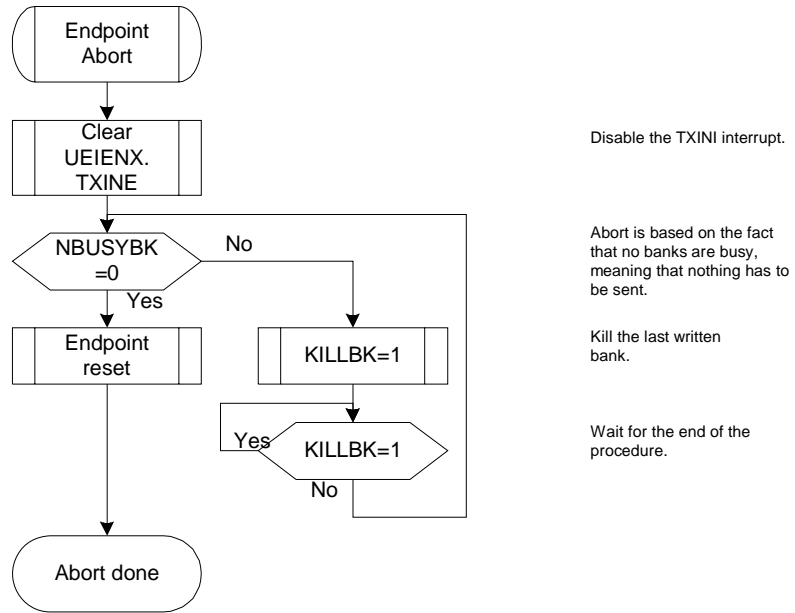 Endpoint
Abort
Clear
UEIENX.
TXINE
Disable the TXINI interrupt.
NBUSYBK
=0
No
Yes
Abort is based on the fact
that no banks are busy,
meaning that nothing has to
be sent.
Endpoint
reset
KILLBK=1
Kill the last written
bank.
Yes
KILLBK=1
No
Wait for the end of the
procedure.
Abort done